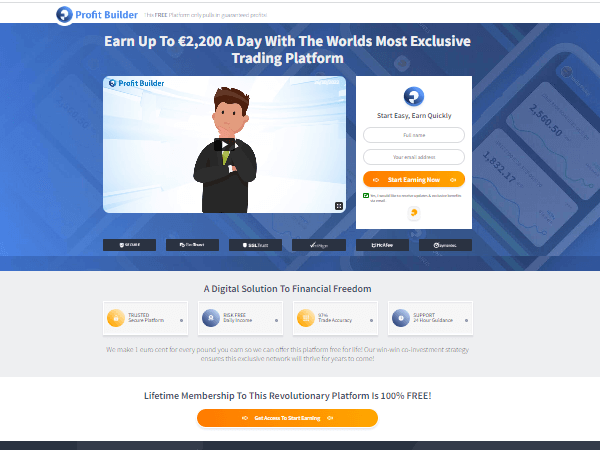 Profit Builder
This FREE Platform only pulls in guaranteed profits!
Earn Up To €2,200 A Day With The Worlds Most Exclusive
Trading Platform
Profit Builder
Start Easy, Earn Quickly
Full name
Your email address
Start Earning Now
Yes, I would like to receive updates & exclusive benefits
via email.
2,560.50
1,832.17
SECURE
SSL Trust
McAfee
symantec.
A Digital Solution To Financial Freedom
TRUSTED
Secure Platform
RISK FREE
Daily Income
97%
Trade Accuracy
SUPPORT
24 Hour Guidance
We make 1 euro cent for every pound you earn so we can offer this platform free for life! Our win-win co-investment strategy
ensures this exclusive network will thrive for years to come!
Lifetime Membership To This Revolutionary Platform Is 100% FREE!
Get Access To Start Earning